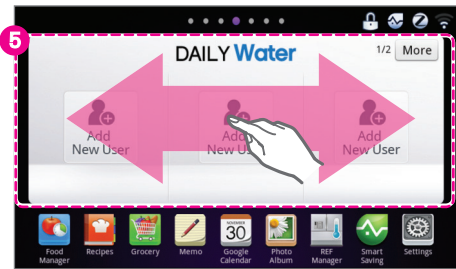 5
DAILY Water
1/2 More
Add
New User
Add
New User
Add
New User
Food
Manager
Recipes
Grocery
Memo
NOVEMBER
30
Google
Calendar
Photo
Album
REF
Manager
Smart
Saving
Settings